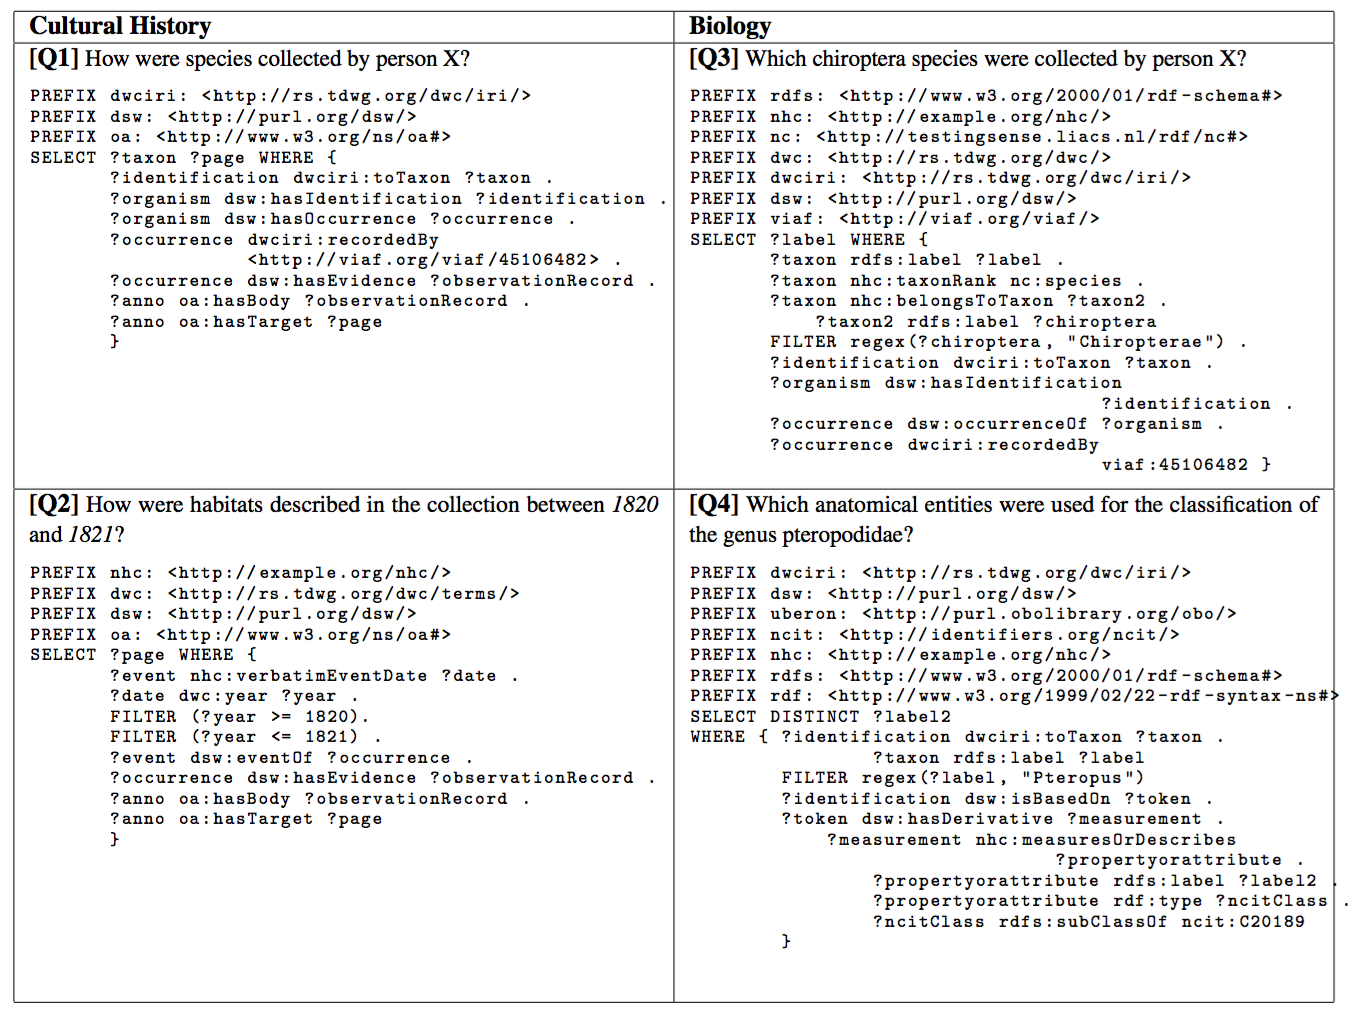 Cultural History
[Q1] How were species collected by person X?
PREFIX dwciri: <http://rs.tdwg.org/dwc/iri/>
PREFIX dsw: <http://purl.org/dsw/>
PREFIX oa: <http://www.w3.org/ns/oa#>
SELECT ?taxon ?page WHERE {
?identification dwciri:toTaxon ?taxon .
?organism dsw:hasIdentification ?identification .
?organism dsw:hasOccurrence ?occurrence .
?occurrence dwciri:recordedBy
<http://viaf.org/viaf/45106482> .
?occurrence dsw:hasEvidence ?observationRecord .
?anno oa:hasBody ?observationRecord .
?anno oa:hasTarget ?page
}
Biology
[Q3] Which chiroptera species were collected by person X?
PREFIX rdfs: <http://www.w3.org/2000/01/rdf-schema#>
PREFIX nhc: <http://example.org/nhc/>
PREFIX nc: <http://testingsense.liacs.nl/rdf/nc#>
PREFIX dwc: <http://rs.tdwg.org/dwc/>
PREFIX dwciri: <http://rs.tdwg.org/dwc/iri/>
PREFIX dsw: <http://purl.org/dsw/>
PREFIX viaf: <http://viaf.org/viaf/>
SELECT ?label WHERE {
?taxon rdfs:label ?label .
?taxon nhc:taxonRank nc:species .
?taxon nhc:belongsToTaxon ?taxon2 .
?taxon2 rdfs:label ?chiroptera
FILTER regex(?chiroptera, "Chiropterae") .
?identification dwciri:toTaxon ?taxon .
?organism dsw:hasIdentification
?identification .
?occurrence dsw:occurrenceOf ?organism .
?occurrence dwciri:recordedBy
viaf:45106482 }
[Q2] How were habitats described in the collection between 1820
and 1821?
PREFIX nhc: <http://example.org/nhc/>
PREFIX dwc: <http://rs.tdwg.org/dwc/terms/>
PREFIX dsw: <http://purl.org/dsw/>
PREFIX oa: <http://www.w3.org/ns/oa#>
SELECT ?page WHERE {
?event nhc:verbatimEventDate ?date .
?date dwc:year ?year .
FILTER (?year >= 1820).
FILTER (?year <= 1821) .
?event dsw:eventOf ?occurrence .
?occurrence dsw:hasEvidence ?observationRecord .
?anno oa:hasBody ?observationRecord .
?anno oa:hasTarget ?page
}
[Q4] Which anatomical entities were used for the classification of
the genus pteropodidae?
PREFIX dwciri: <http://rs.tdwg.org/dwc/iri/>
PREFIX dsw: <http://purl.org/dsw/>
PREFIX uberon: <http://purl.obolibrary.org/obo/>
PREFIX ncit: <http://identifiers.org/ncit/>
PREFIX nhc: <http://example.org/nhc/>
PREFIX rdfs: <http://www.w3.org/2000/01/rdf-schema#>
PREFIX rdf: <http://www.w3.org/1999/02/22-rdf-syntax-ns#>
SELECT DISTINCT ?label2
WHERE { ?identification dwciri:toTaxon ?taxon .
?taxon rdfs:label ?label
FILTER regex(?label, "Pteropus")
?identification dsw:isBasedOn ?token .
?token dsw:hasDerivative ?measurement .
?measurement nhc:measuresOrDescribes
?propertyorattribute .
?propertyorattribute rdfs:label ?label2 .
?propertyorattribute rdf:type ?ncitClass .
?ncitClass rdfs:subClassOf ncit:C20189
}